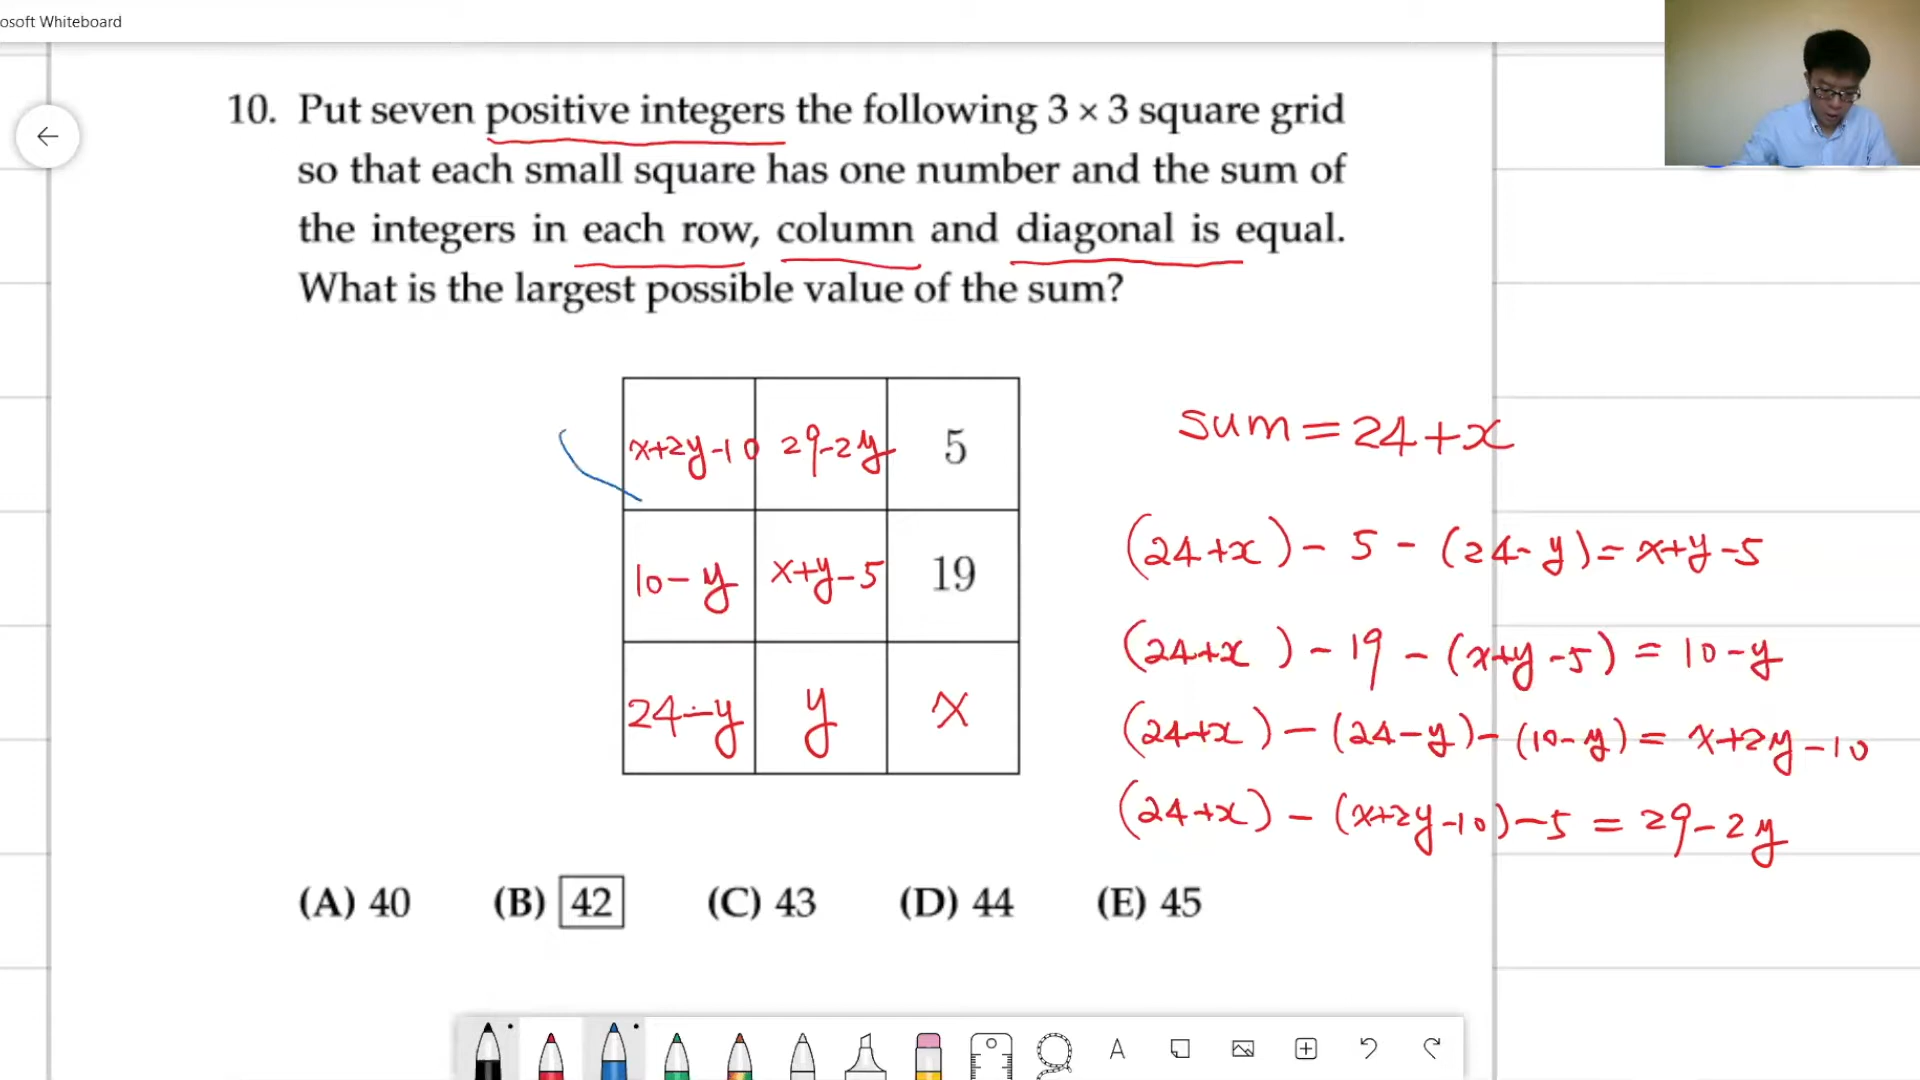 osoft Whiteboard
10. Put seven positive integers the following 3 × 3 square grid
so that each small square has one number and the sum of
the integers in each row, column and diagonal is equal.
What is the largest possible value of the sum?
x+2y-10 29-2y 5
10-y x+y-5 19
24-y y x
sum = 24+x
(24+x) - 5 - (24-y) = x+y-5
(24+x) - 19 - (x+y-5) = 10-y
(24+x) - (24-y) - (10-y) = x+2y-10
(24+x) - (x+2y-10) - 5 = 29-2y
(A) 40 (B) 42 (C) 43 (D) 44 (E) 45
A